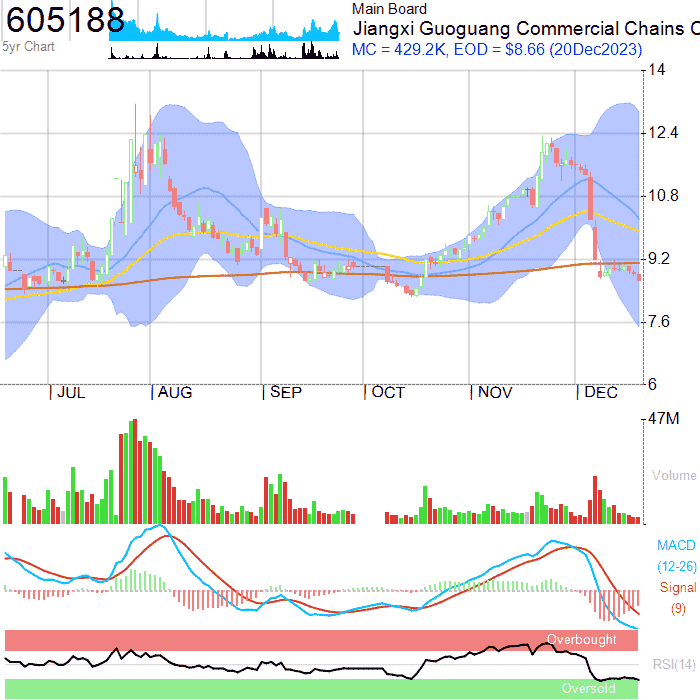 605188
Main Board
Jiangxi Guoguang Commercial Chains C
5yr Chart
MC = 429.2K, EOD = $8.66 (20Dec2023)
14
12.4
10.8
9.2
7.6
6
JUL AUG SEP OCT NOV DEC
47M
Volume
MACD
(12-26)
Signal
(9)
Overbought
RSI(14)
Oversold